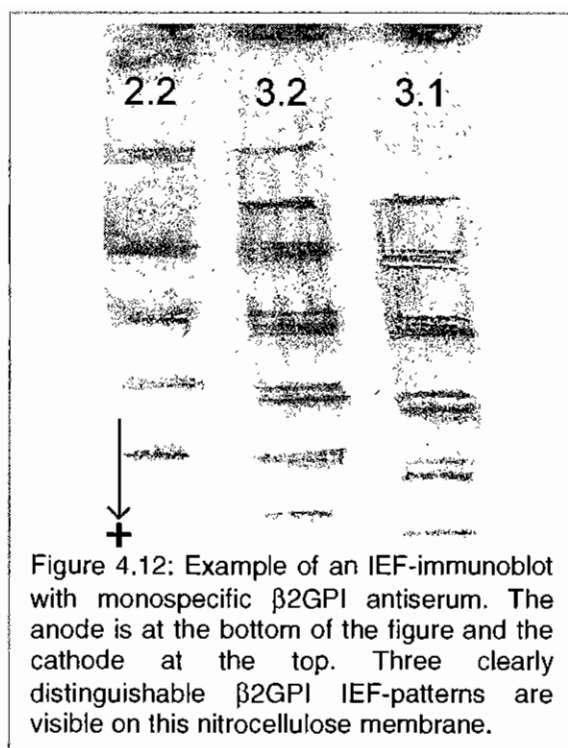 2.2 3.2 3.1
+
Figure 4.12: Example of an IEF-immunoblot
with monospecific β2GPI antiserum. The
anode is at the bottom of the figure and the
cathode at the top. Three clearly
distinguishable β2GPI IEF-patterns are
visible on this nitrocellulose membrane.